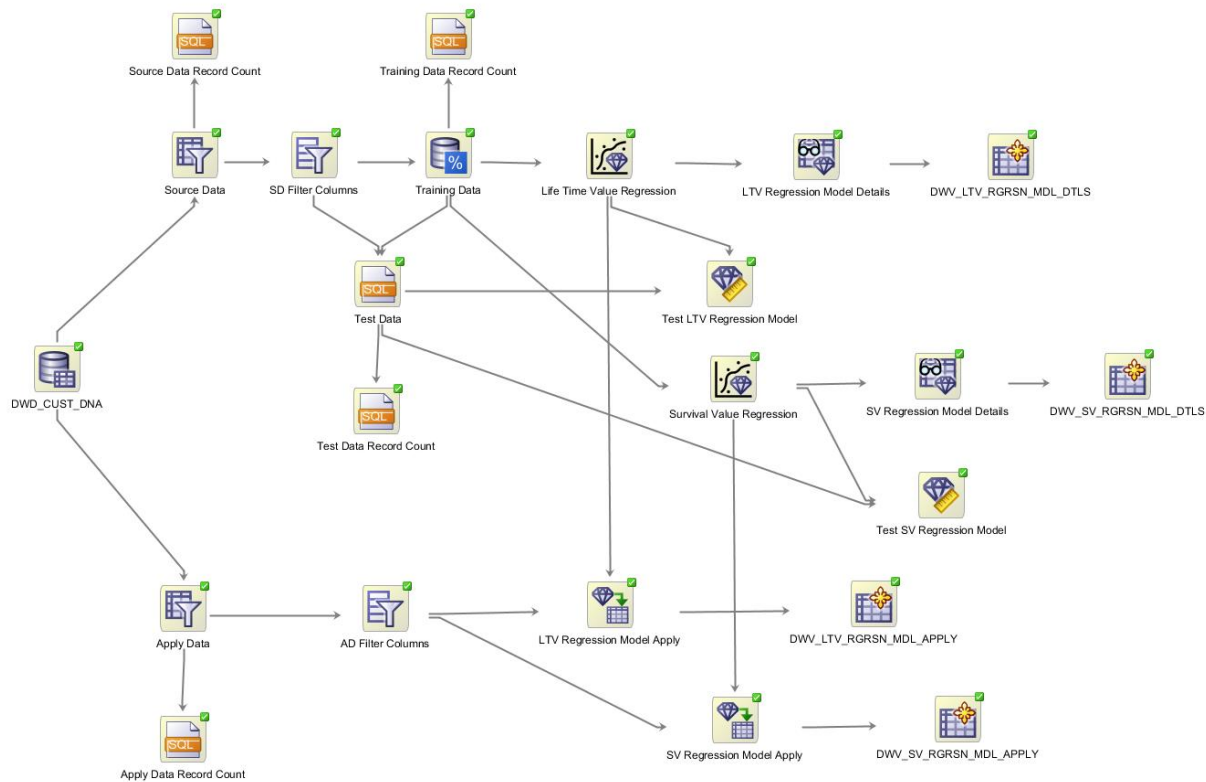 SQL
SQL
Source Data Record Count
Training Data Record Count
%
Source Data
SD Filter Columns
Training Data
Life Time Value Regression
LTV Regression Model Details
DWV_LTV_RGRSN_MDL_DTLS
SQL
Test Data
Test LTV Regression Model
DWD_CUST_DNA
SQL
Survival Value Regression
SV Regression Model Details
DWV_SV_RGRSN_MDL_DTLS
Test Data Record Count
Test SV Regression Model
Apply Data
AD Filter Columns
LTV Regression Model Apply
DWV_LTV_RGRSN_MDL_APPLY
SQL
Apply Data Record Count
SV Regression Model Apply
DWV_SV_RGRSN_MDL_APPLY